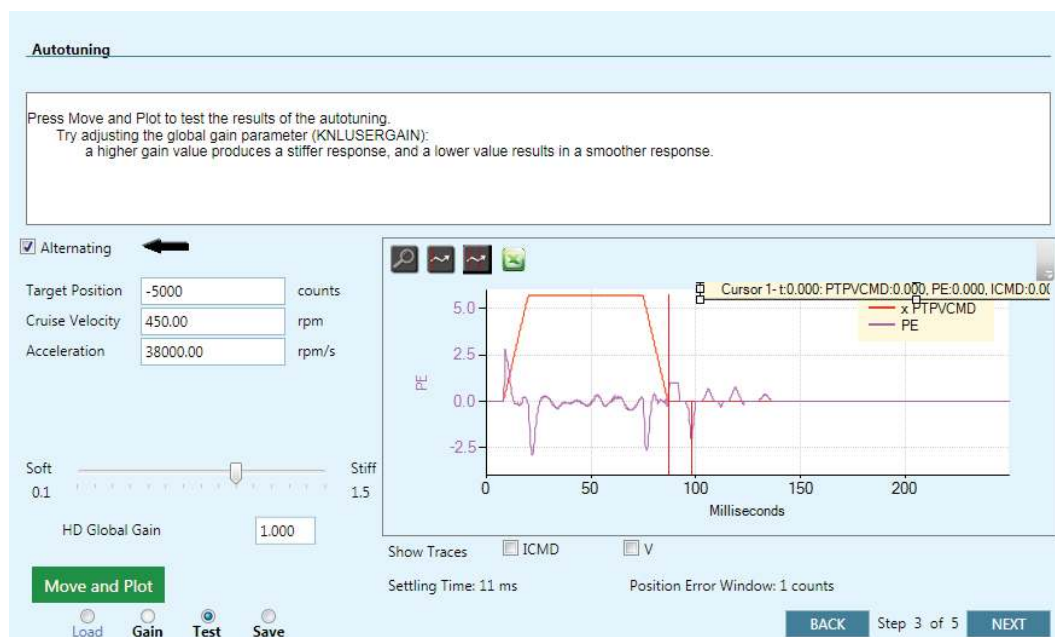 Autotuning
Press Move and Plot to test the results of the autotuning.
Try adjusting the global gain parameter (KNLUSERGAIN):
a higher gain value produces a stiffer response, and a lower value results in a smoother response.
Alternating
Target Position -5000 counts
Cruise Velocity 450.00 rpm
Acceleration 38000.00 rpm/s
Soft Stiff
0.1 1.5
HD Global Gain 1.000
Move and Plot
Load Gain Test Save
Cursor 1- t:0.000: PTPVCMD:0.000, PE:0.000, ICMD:0.00
x PTPVCMD
PE
PE
5.0
2.5
0.0
-2.5
0 50 100 150 200
Milliseconds
Show Traces ICMD V
Settling Time: 11 ms Position Error Window: 1 counts
BACK Step 3 of 5 NEXT